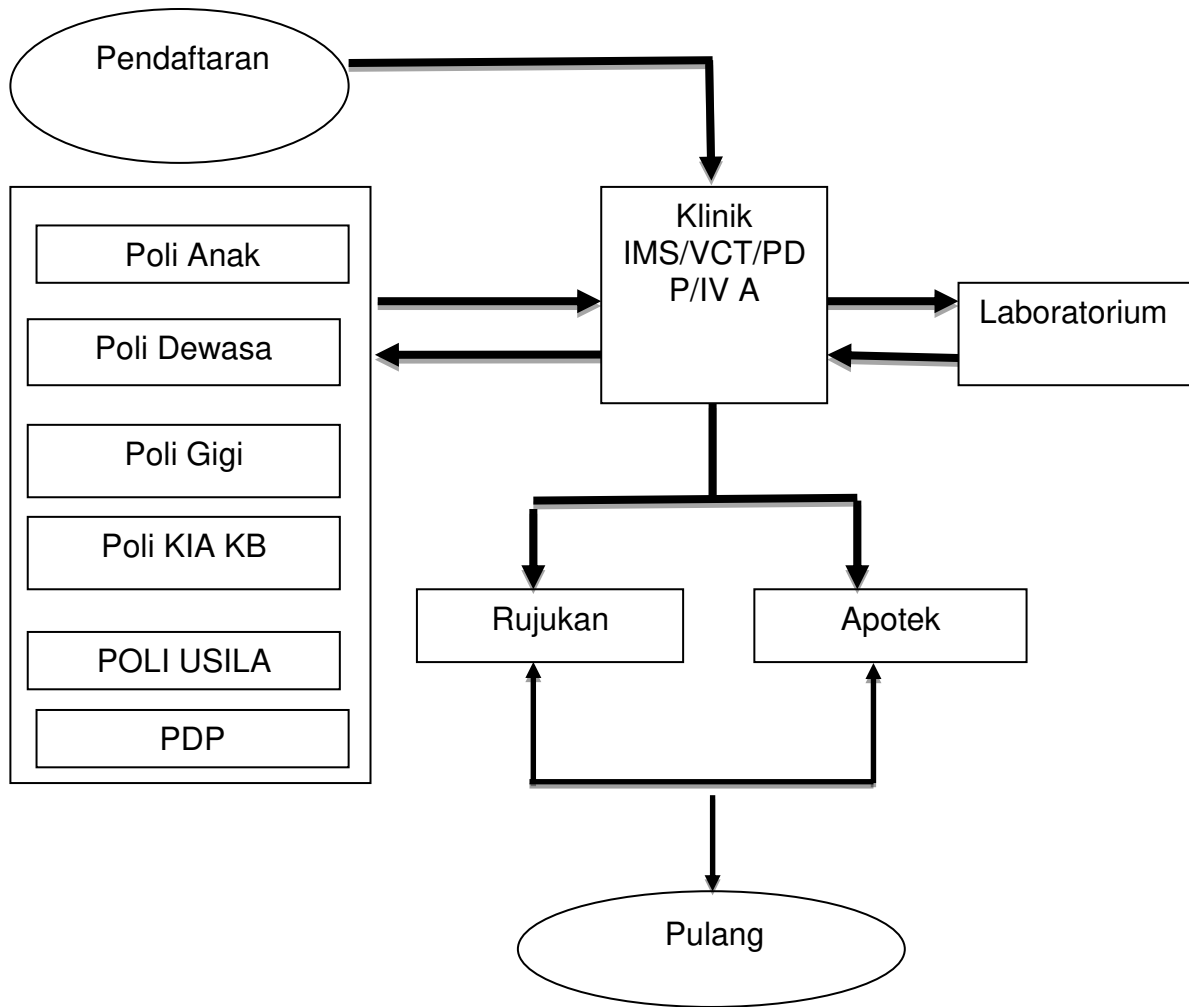 Pendaftaran
Poli Anak
Poli Dewasa
Poli Gigi
Poli KIA KB
POLI USILA
PDP
Klinik
IMS/VCT/PD
P/IV A
Laboratorium
Rujukan
Apotek
Pulang